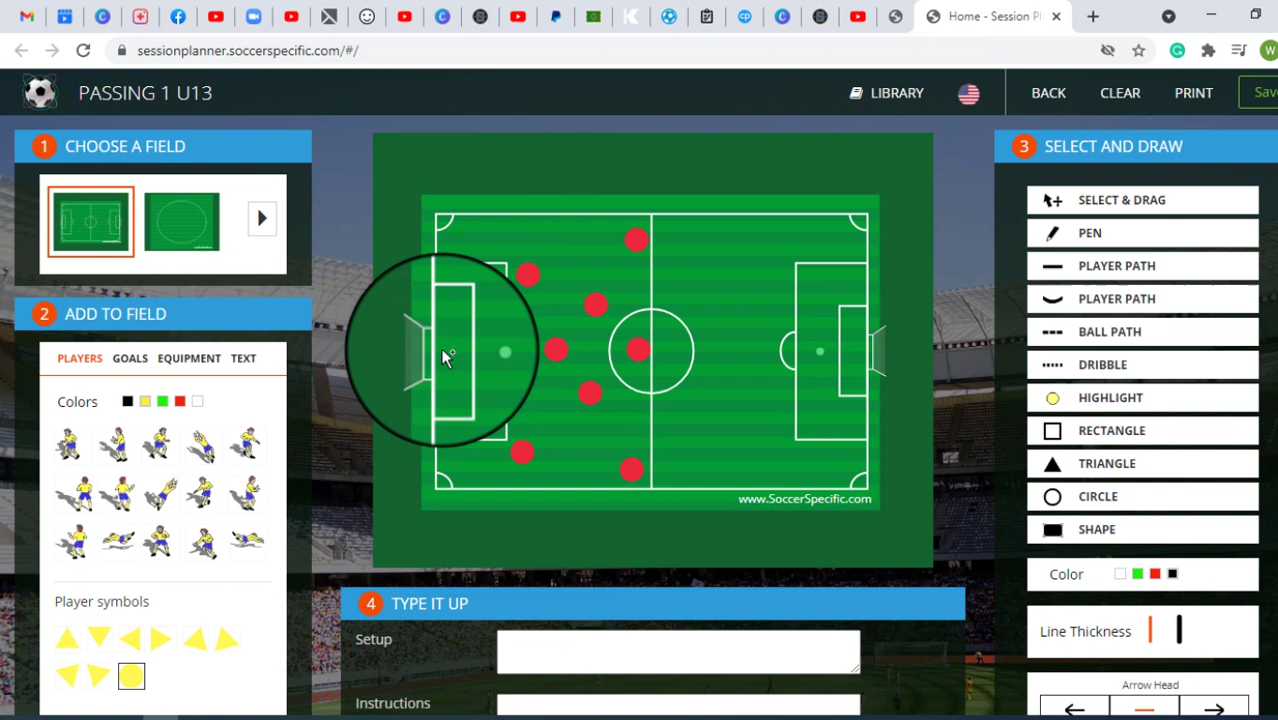 Home - Session Pl
sessionplanner.soccerspecific.com/#/
W
PASSING 1 U13
LIBRARY
BACK
CLEAR
PRINT
Sav
1 CHOOSE A FIELD
2 ADD TO FIELD
PLAYERS GOALS EQUIPMENT TEXT
Colors
Player symbols
www.SoccerSpecific.com
4 TYPE IT UP
Setup
Instructions
3 SELECT AND DRAW
SELECT & DRAG
PEN
PLAYER PATH
PLAYER PATH
BALL PATH
DRIBBLE
HIGHLIGHT
RECTANGLE
TRIANGLE
CIRCLE
SHAPE
Color
Line Thickness
Arrow Head